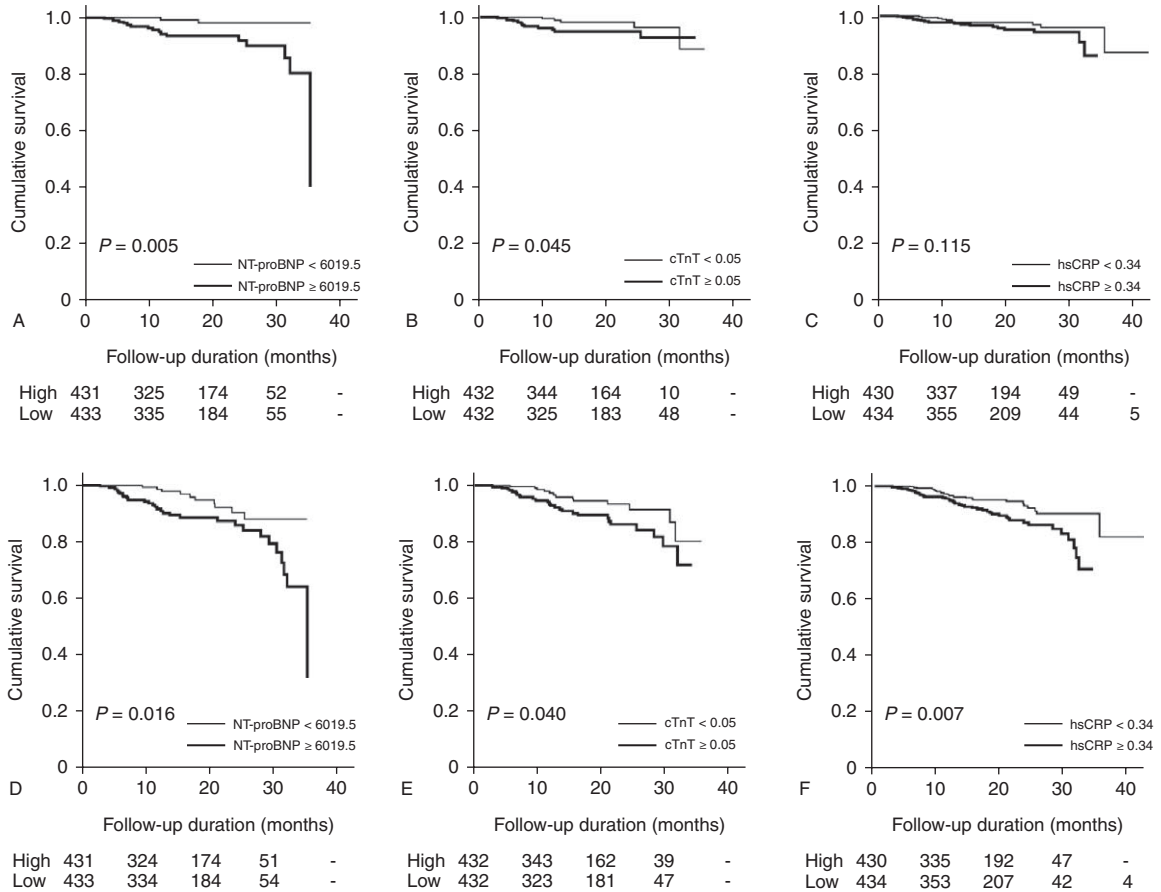 1.0
0.8
0.6
0.4
0.2
0
Cumulative survival
P = 0.005
NT-proBNP < 6019.5
NT-proBNP ≥ 6019.5
A
0 10 20 30 40
Follow-up duration (months)
High 431 325 174 52 -
Low 433 335 184 55 -
1.0
0.8
0.6
0.4
0.2
0
Cumulative survival
P = 0.045
cTnT < 0.05
cTnT ≥ 0.05
B
0 10 20 30 40
Follow-up duration (months)
High 432 344 164 10 -
Low 432 325 183 48 -
1.0
0.8
0.6
0.4
0.2
0
Cumulative survival
P = 0.115
hsCRP < 0.34
hsCRP ≥ 0.34
C
0 10 20 30 40
Follow-up duration (months)
High 430 337 194 49 -
Low 434 355 209 44 5
1.0
0.8
0.6
0.4
0.2
0
Cumulative survival
P = 0.016
NT-proBNP < 6019.5
NT-proBNP ≥ 6019.5
D
0 10 20 30 40
Follow-up duration (months)
High 431 324 174 51 -
Low 433 334 184 54 -
1.0
0.8
0.6
0.4
0.2
0
Cumulative survival
P = 0.040
cTnT < 0.05
cTnT ≥ 0.05
E
0 10 20 30 40
Follow-up duration (months)
High 432 343 162 39 -
Low 432 323 181 47 -
1.0
0.8
0.6
0.4
0.2
0
Cumulative survival
P = 0.007
hsCRP < 0.34
hsCRP ≥ 0.34
F
0 10 20 30 40
Follow-up duration (months)
High 430 335 192 47 -
Low 434 353 207 42 4